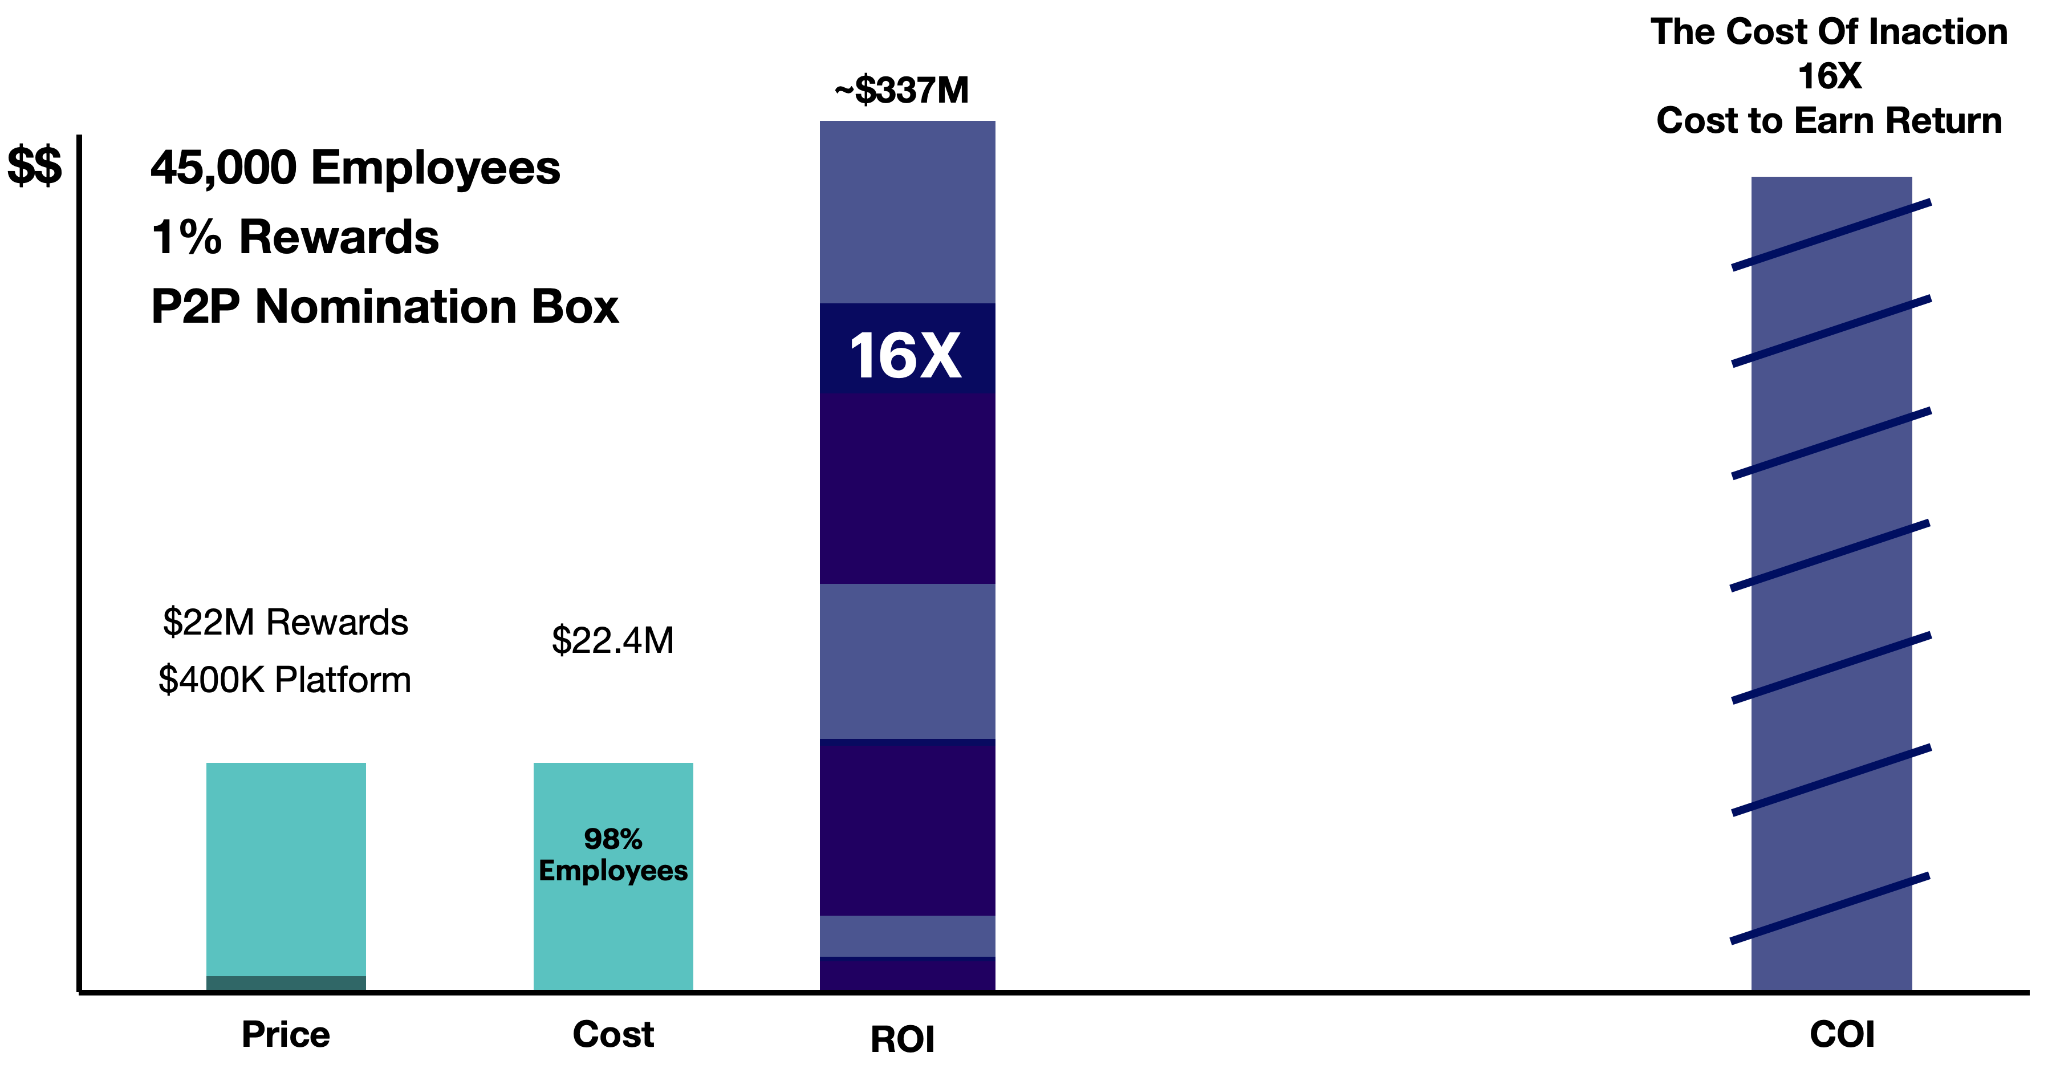 The Cost Of Inaction
16X
Cost to Earn Return
~$337M
$$
45,000 Employees
1% Rewards
P2P Nomination Box
16X
$22M Rewards
$400K Platform
$22.4M
98%
Employees
Price
Cost
ROI
COI